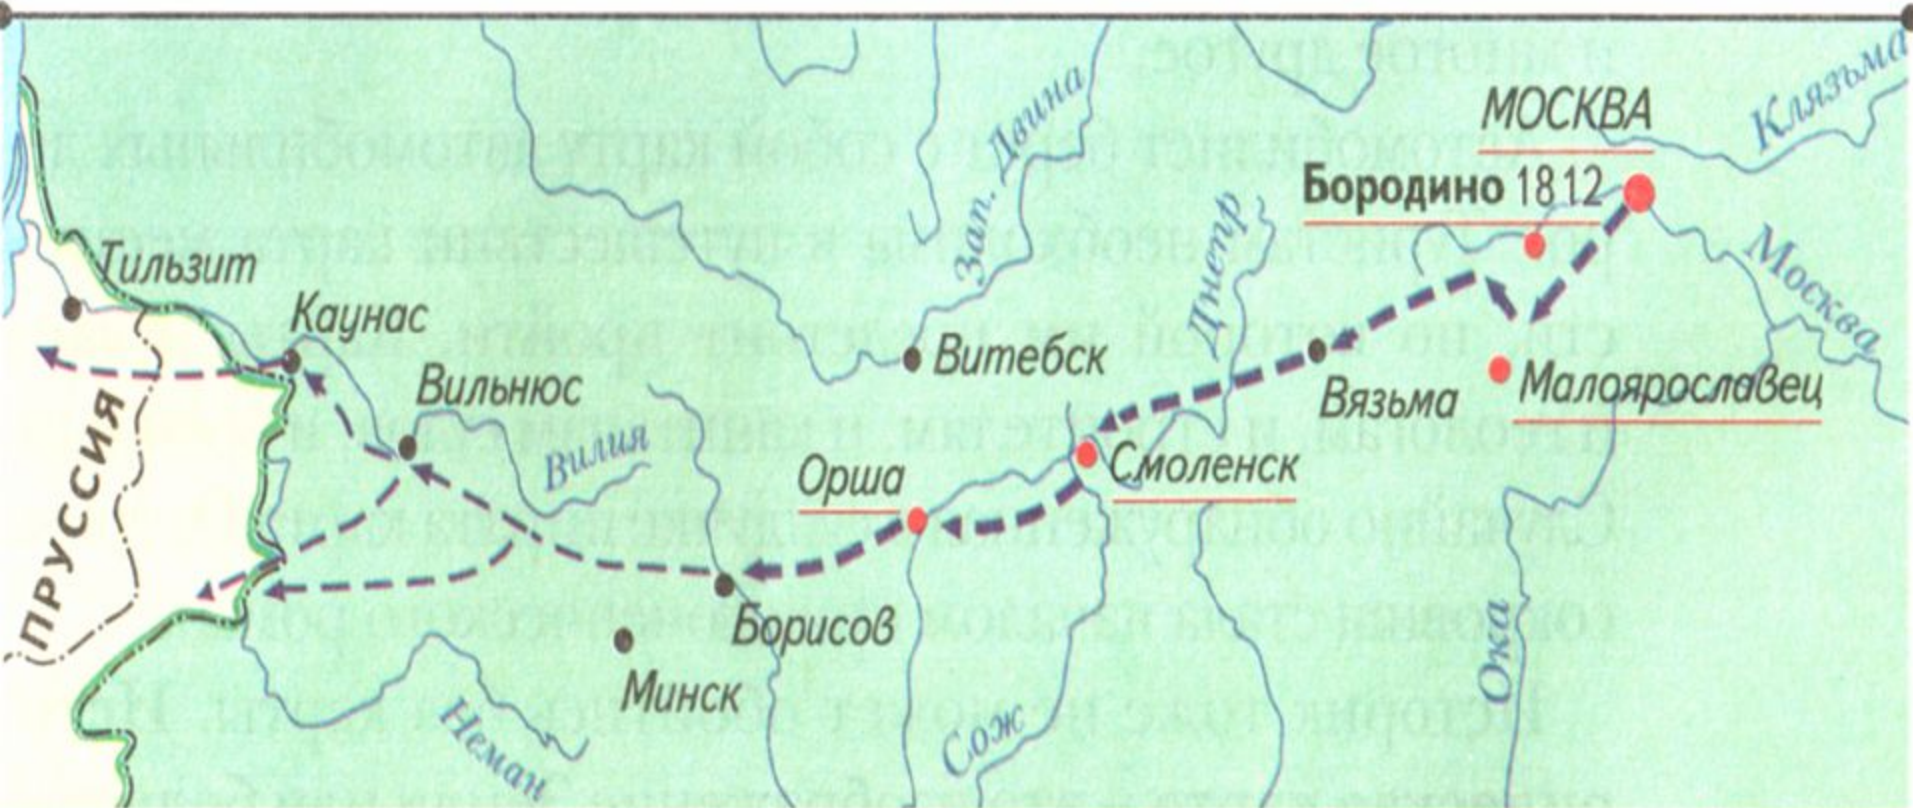 МОСКВА
Клязьма
Бородино 1812
Зап. Двина
Днепр
Москва
Тильзит
Каунас
Витебск
Вильнюс
Вязьма
Малоярославец
Вилия
Орша
Смоленск
ПРУССИЯ
Борисов
Минск
Неман
Сож
Ока